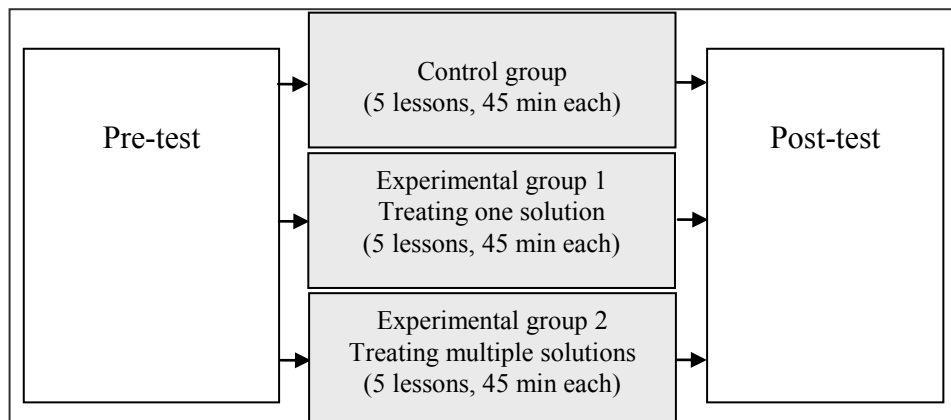 Pre-test
Control group
(5 lessons, 45 min each)
Experimental group 1
Treating one solution
(5 lessons, 45 min each)
Experimental group 2
Treating multiple solutions
(5 lessons, 45 min each)
Post-test